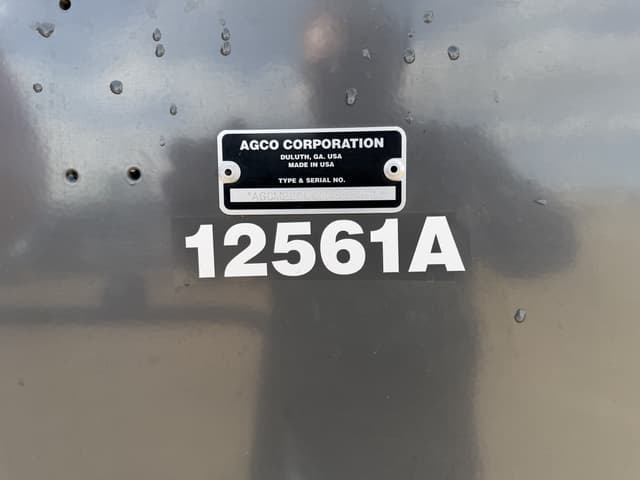 AGCO CORPORATION
DULUTH, GA. USA
MADE IN USA
TYPE & SERIAL NO.
12561A